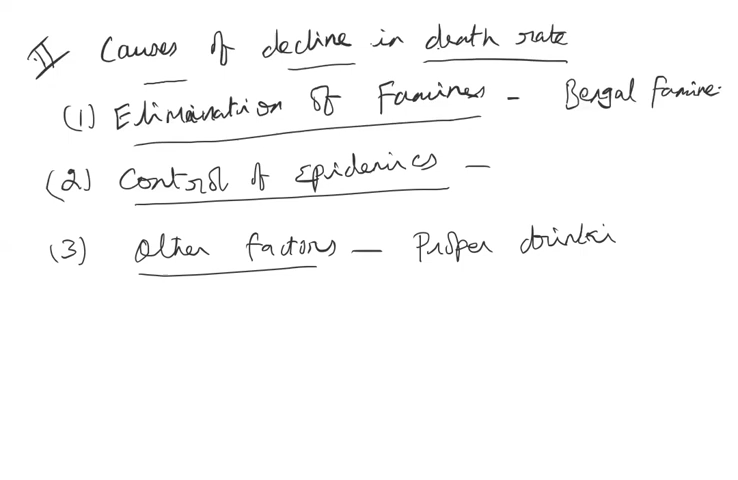 II Causes of decline in death rate
(1) Elimination of Famines - Bengal famine.
(2) Control of Epidemics -
(3) Other factors - Proper drinki